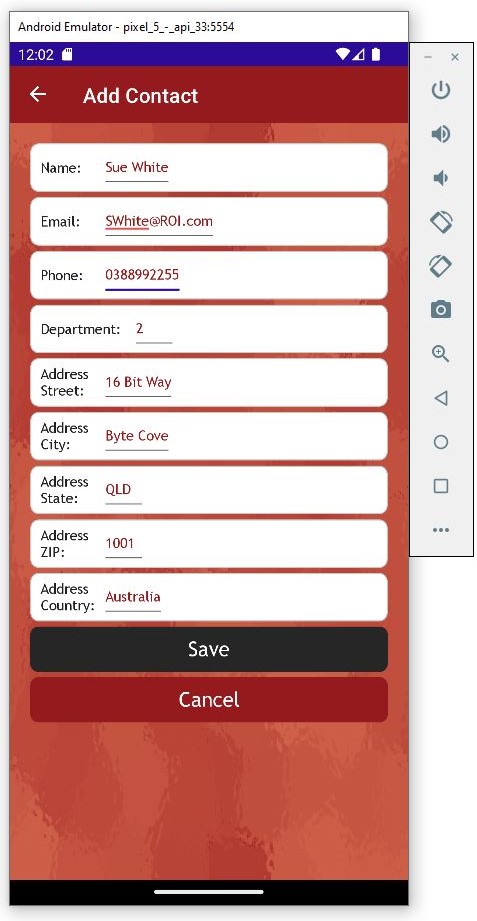 Android Emulator - pixel_5_-_api_33:5554
12:02
Add Contact
Name: Sue White
Email: SWhite@ROI.com
Phone: 0388992255
Department: 2
Address
Street: 16 Bit Way
Address
City: Byte Cove
Address
State: QLD
Address
ZIP: 1001
Address
Country: Australia
Save
Cancel